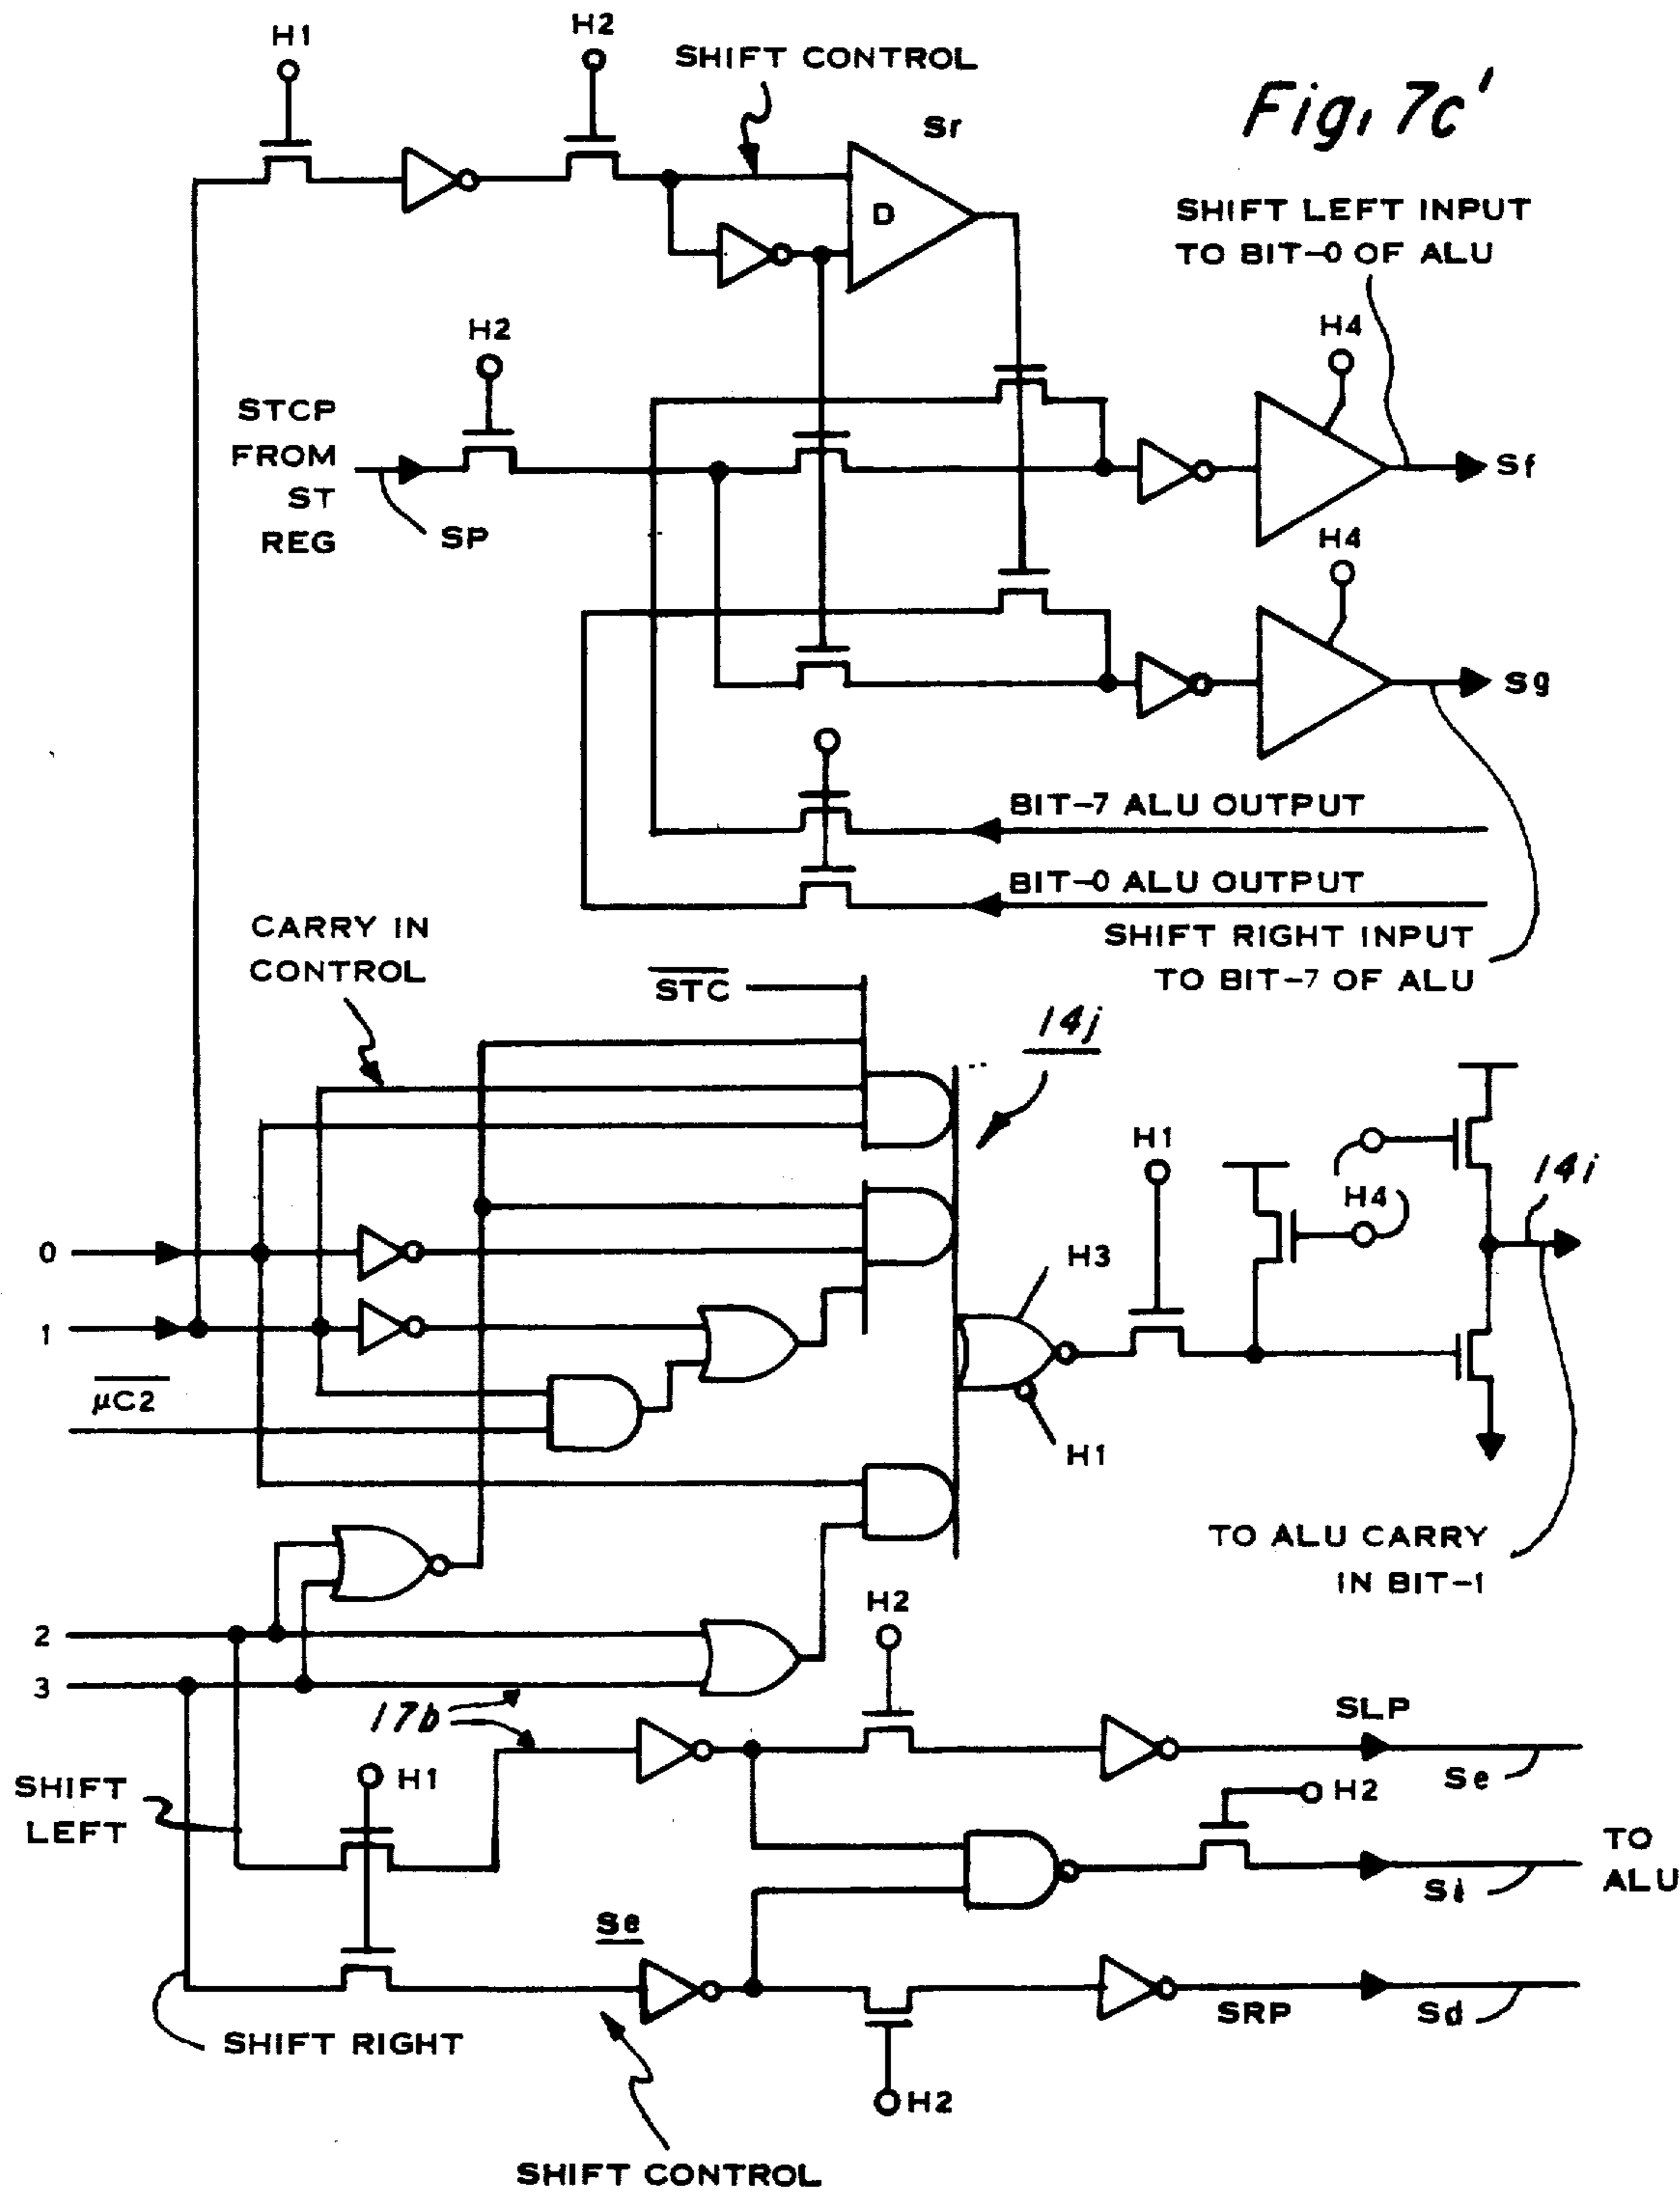 H1
H2
SHIFT CONTROL
Sr
Fig. 7c'
D
SHIFT LEFT INPUT
TO BIT-0 OF ALU
H2
H4
STCP
FROM
ST
REG
SP
Sf
H4
Sg
BIT-7 ALU OUTPUT
BIT-0 ALU OUTPUT
CARRY IN
CONTROL
SHIFT RIGHT INPUT
TO BIT-7 OF ALU
STC
14j
H1
H4
14i
0
H3
1
μC2
H1
TO ALU CARRY
IN BIT-1
H2
2
3
17b
SLP
Se
SHIFT
LEFT
H1
H2
TO
ALU
Se
SRP
Sd
SHIFT RIGHT
H2
SHIFT CONTROL